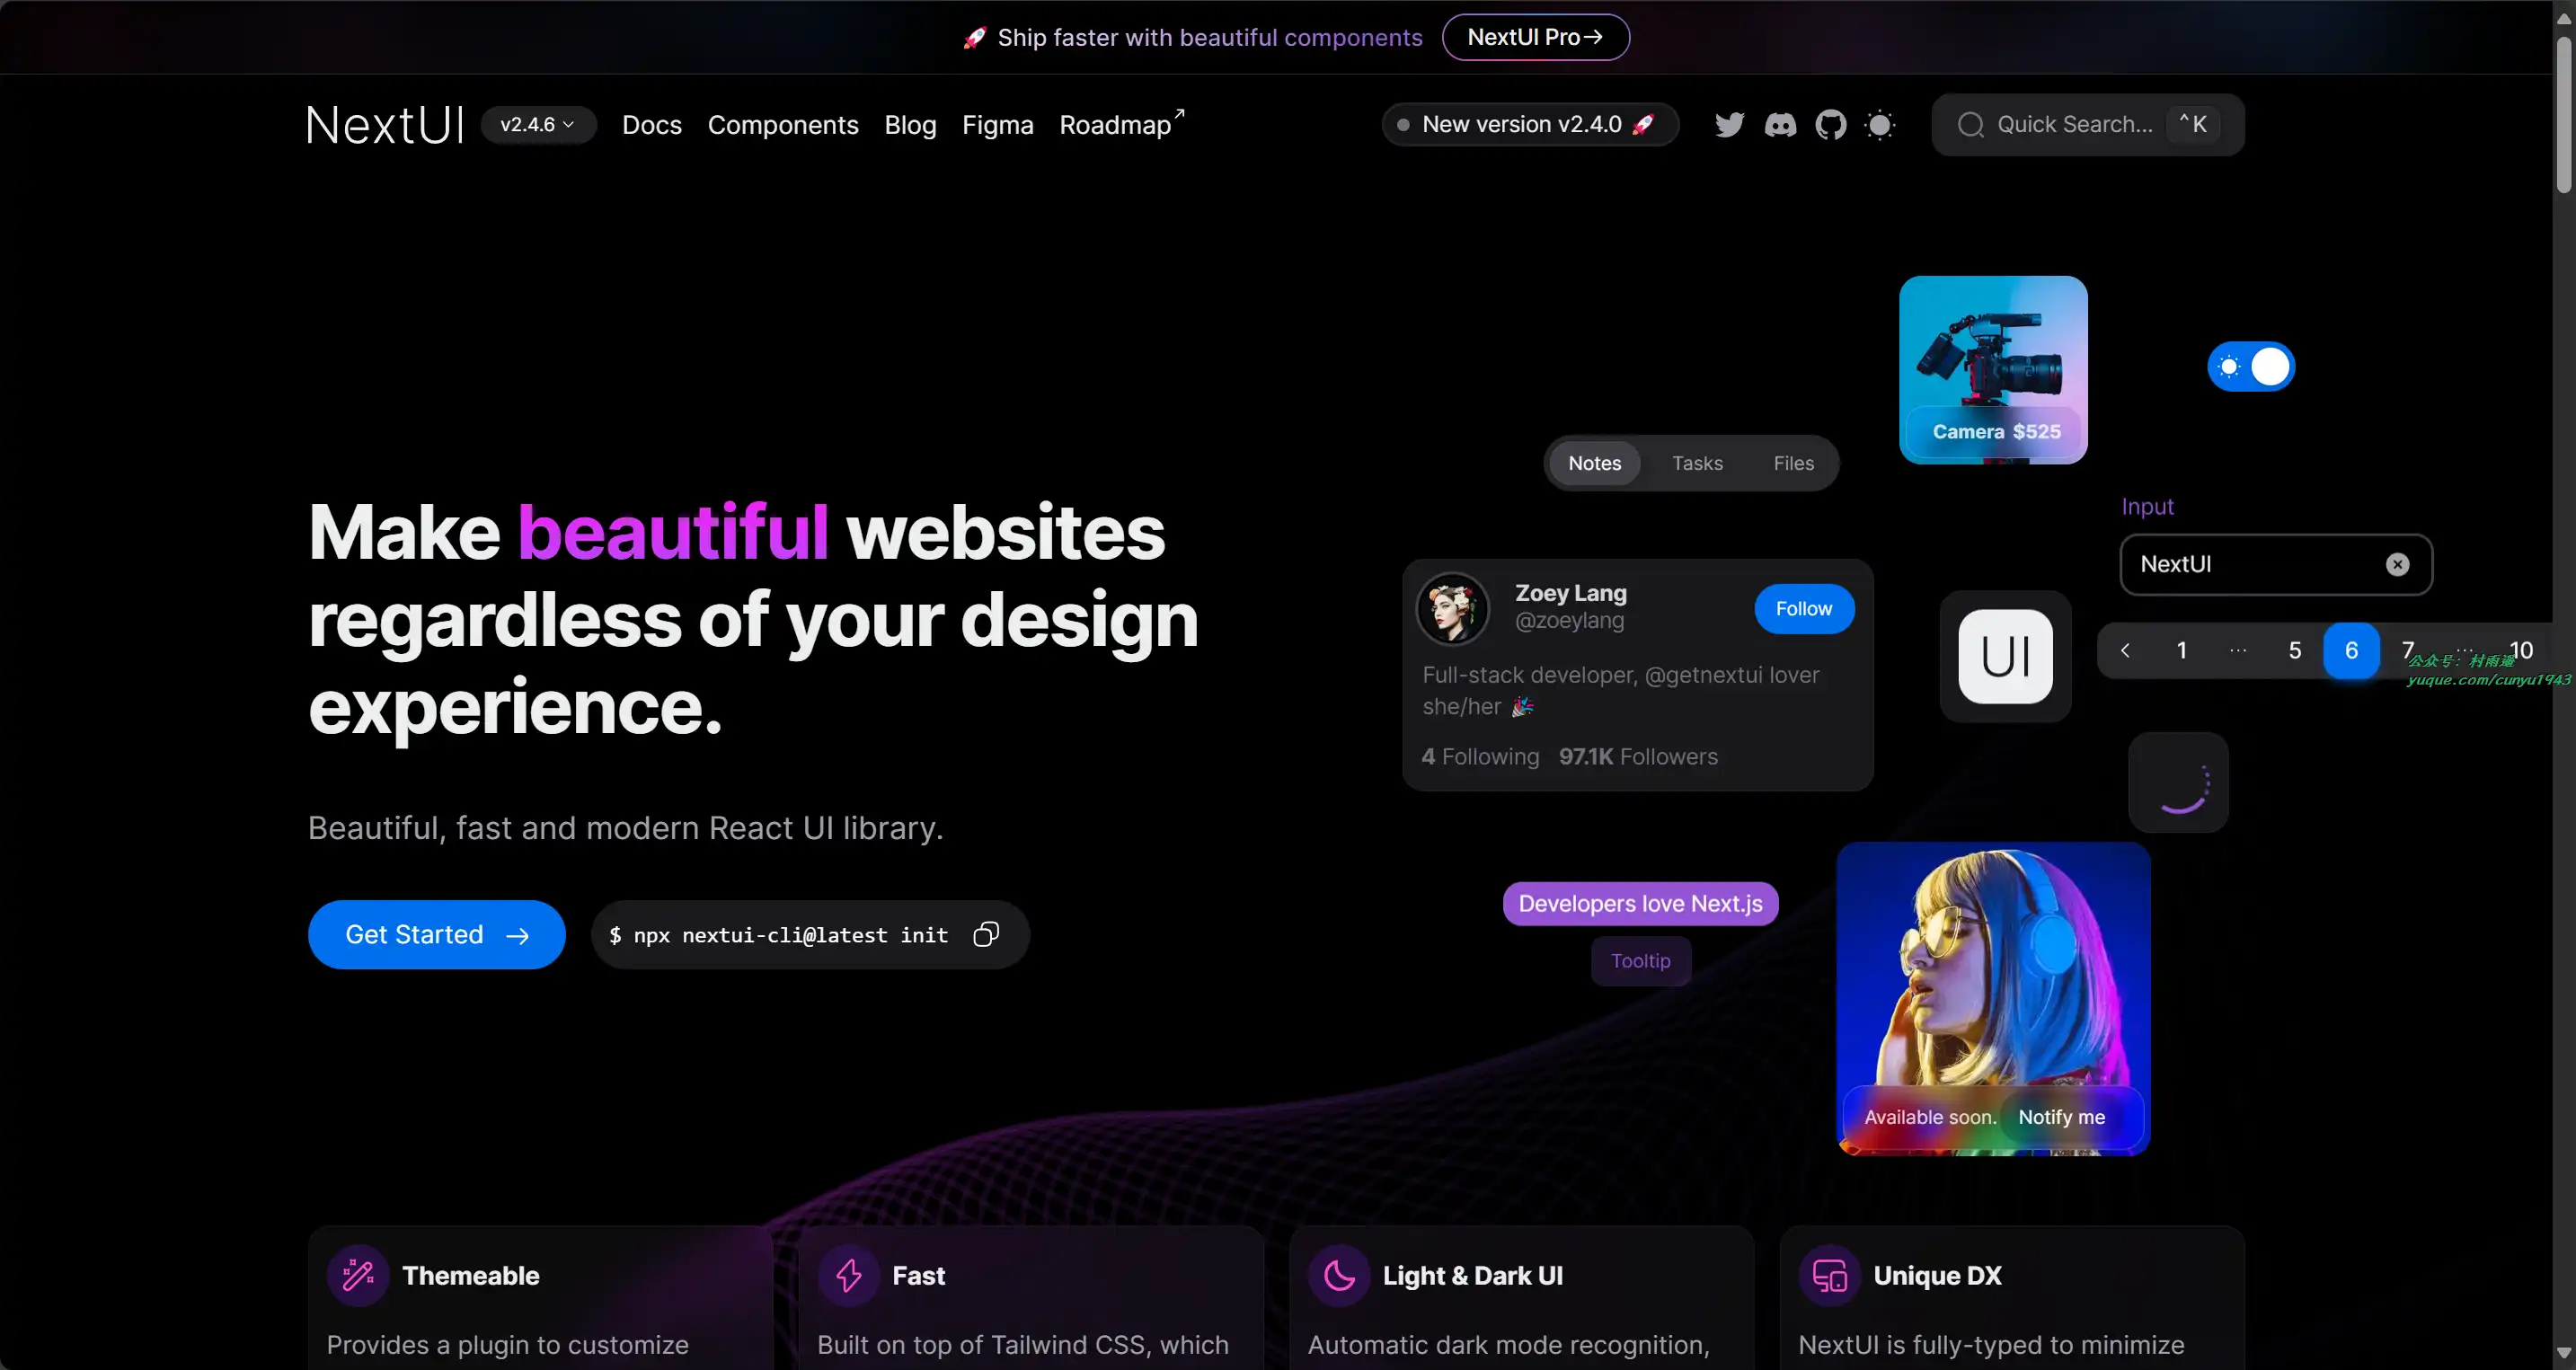 🚀 Ship faster with beautiful components NextUI Pro→
NextUI v2.4.6 Docs Components Blog Figma Roadmap↗ New version v2.4.0 🚀 Quick Search... ⌃K
Camera $525
Notes Tasks Files
Input
NextUI
Make beautiful websites
regardless of your design
experience.
Zoey Lang
@zoeylang
Follow
Full-stack developer, @getnextui lover
she/her 🎉
4 Following 97.1K Followers
UI
1 ... 5 6 7 ... 10
公众号: 村雨遥
yuque.com/cunyu1943
Beautiful, fast and modern React UI library.
Get Started → $ npx nextui-cli@latest init
Developers love Next.js
Tooltip
Available soon. Notify me
Themeable
Provides a plugin to customize
Fast
Built on top of Tailwind CSS, which
Light & Dark UI
Automatic dark mode recognition,
Unique DX
NextUI is fully-typed to minimize